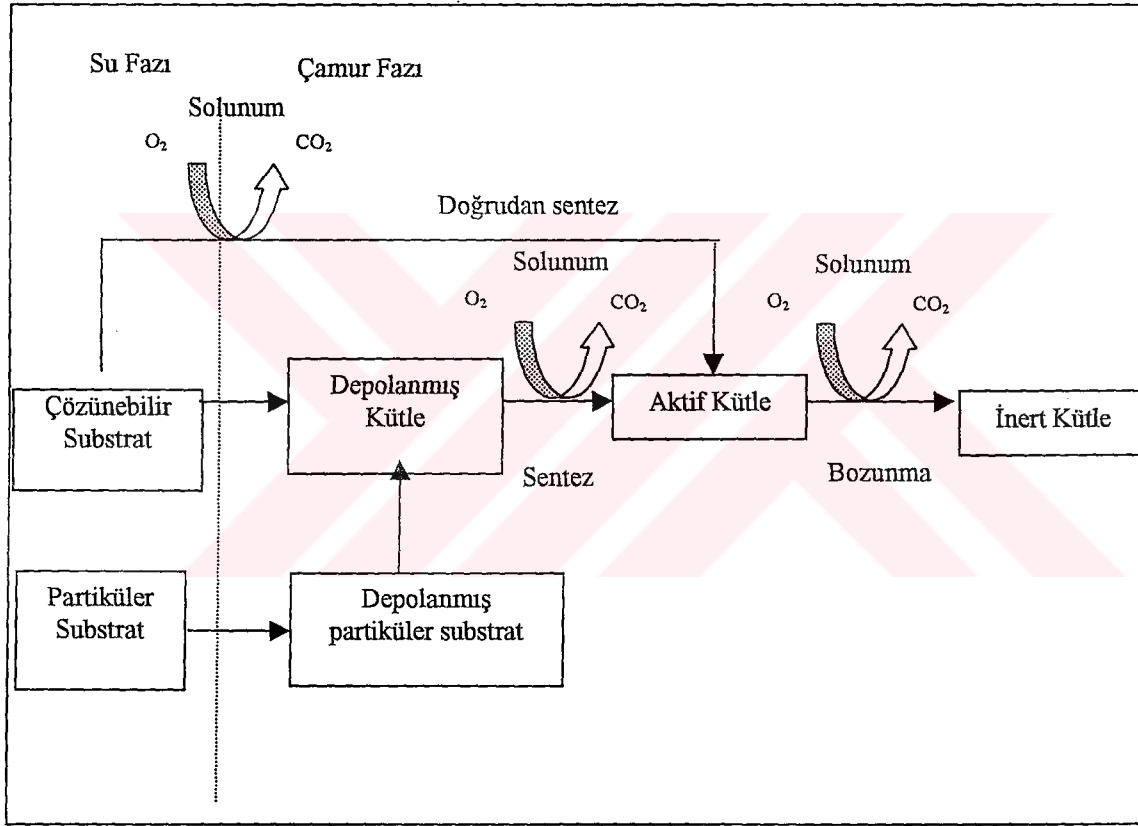 Su Fazı
Çamur Fazı
Solunum
O₂
CO₂
Doğrudan sentez
Solunum
O₂
CO₂
Solunum
O₂
CO₂
Çözünebilir
Substrat
Depolanmış
Kütle
Aktif Kütle
İnert Kütle
Sentez
Bozunma
Partiküler
Substrat
Depolanmış
partiküler substrat